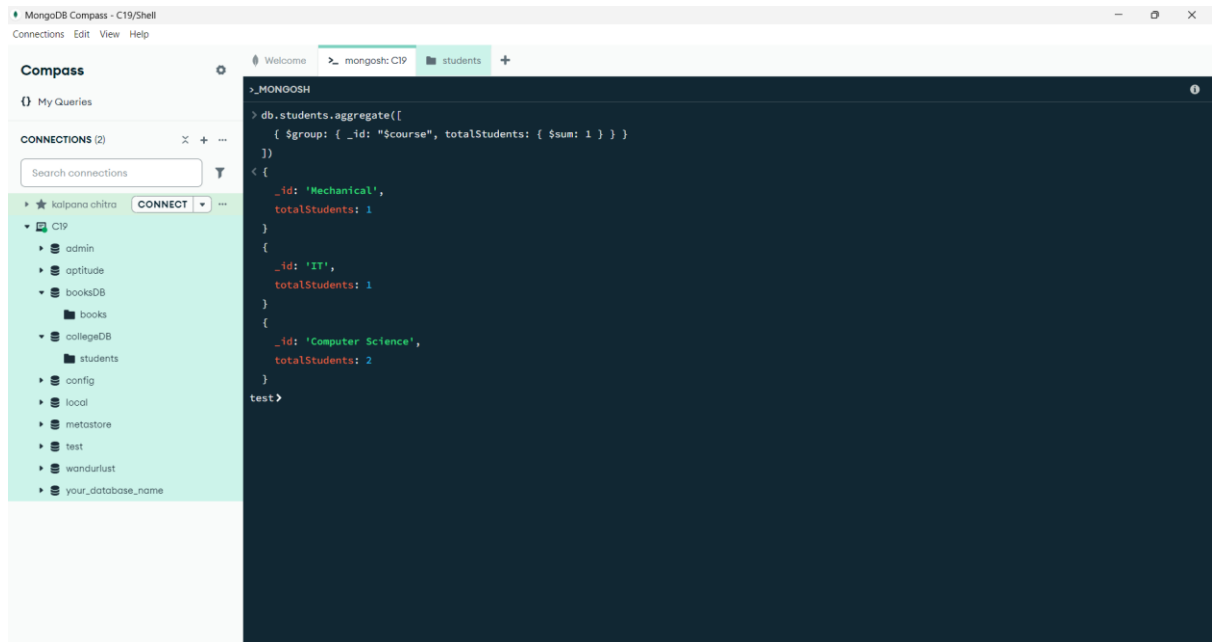 MongoDB Compass - C19/Shell
Connections Edit View Help
Compass
{} My Queries
CONNECTIONS (2)
Search connections
kalpana chitra CONNECT
C19
admin
aptitude
booksDB
books
collegeDB
students
config
local
metastore
test
wandurlust
your_database_name
Welcome >_ mongosh: C19 students +
>_MONGOSH
> db.students.aggregate([
{ $group: { _id: "$course", totalStudents: { $sum: 1 } } }
])
< {
_id: 'Mechanical',
totalStudents: 1
}
{
_id: 'IT',
totalStudents: 1
}
{
_id: 'Computer Science',
totalStudents: 2
}
test>